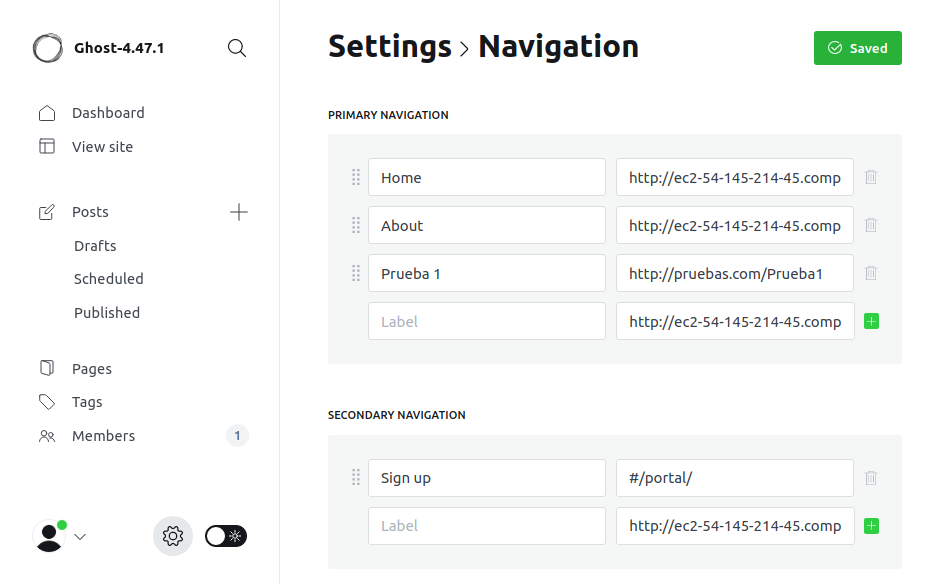 Ghost-4.47.1
Dashboard
View site
Posts
Drafts
Scheduled
Published
Pages
Tags
Members 1
Settings > Navigation
Saved
PRIMARY NAVIGATION
Home http://ec2-54-145-214-45.comp
About http://ec2-54-145-214-45.comp
Prueba 1 http://pruebas.com/Prueba1
Label http://ec2-54-145-214-45.comp
SECONDARY NAVIGATION
Sign up #/portal/
Label http://ec2-54-145-214-45.comp